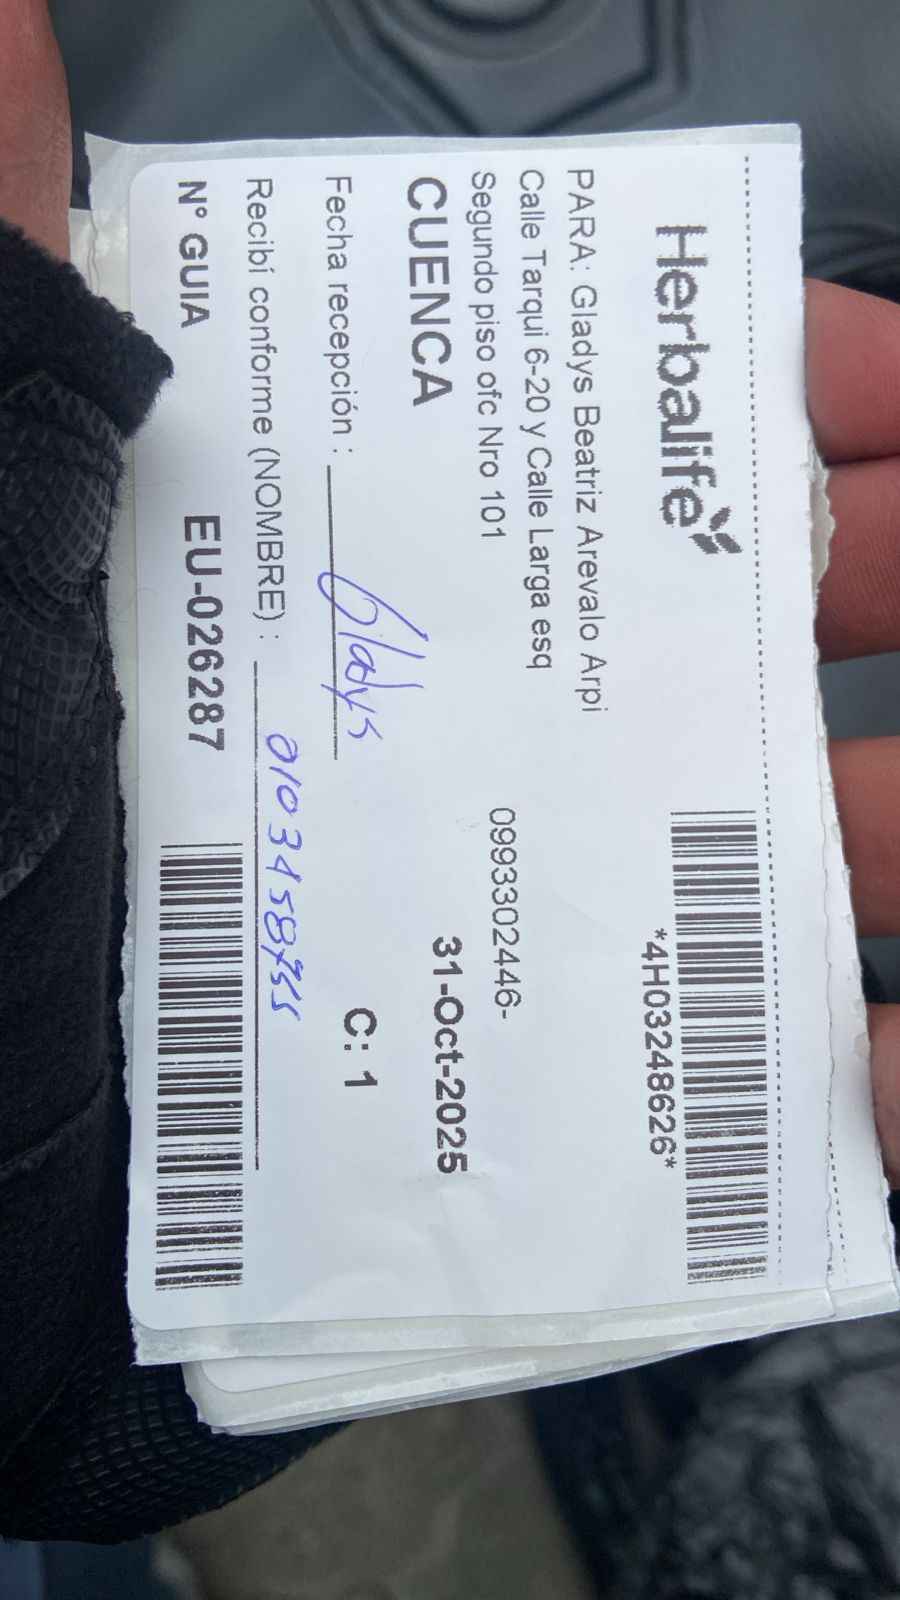 Herbalife
*4H03248626*
PARA: Gladys Beatriz Arevalo Arpi
Calle Tarqui 6-20 y Calle Larga esq
Segundo piso ofc Nro 101
0993302446-
CUENCA
31-Oct-2025
Fecha recepción : Gladys
C: 1
Recibí conforme (NOMBRE) :
N° GUIA
EU-026287